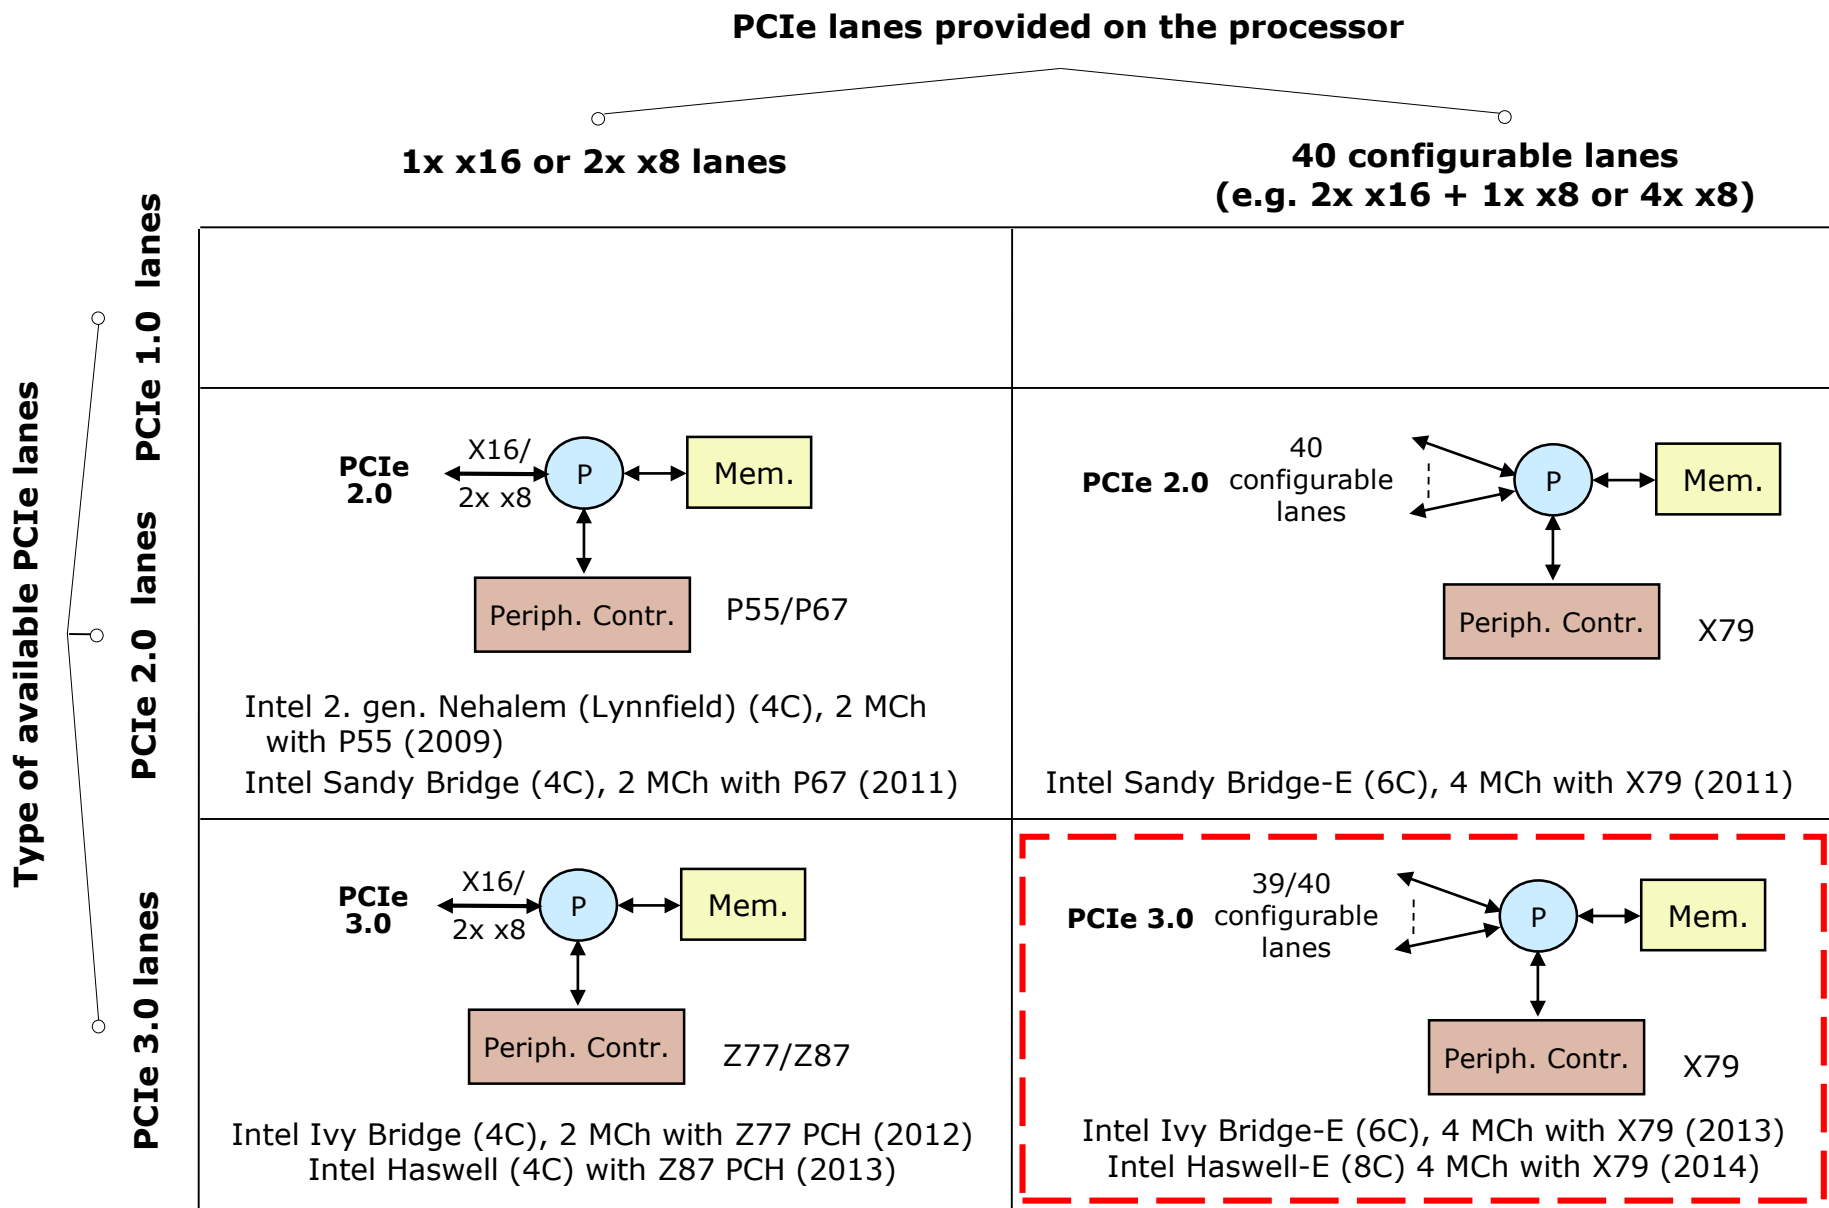 PCIe lanes provided on the processor
1x x16 or 2x x8 lanes
40 configurable lanes
(e.g. 2x x16 + 1x x8 or 4x x8)
Type of available PCIe lanes
PCIe 1.0 lanes
PCIe 2.0 lanes
PCIe
2.0
X16/
2x x8
P
Mem.
Periph. Contr.
P55/P67
Intel 2. gen. Nehalem (Lynnfield) (4C), 2 MCh
with P55 (2009)
Intel Sandy Bridge (4C), 2 MCh with P67 (2011)
PCIe 2.0
40
configurable
lanes
P
Mem.
Periph. Contr.
X79
Intel Sandy Bridge-E (6C), 4 MCh with X79 (2011)
PCIe 3.0 lanes
PCIe
3.0
X16/
2x x8
P
Mem.
Periph. Contr.
Z77/Z87
Intel Ivy Bridge (4C), 2 MCh with Z77 PCH (2012)
Intel Haswell (4C) with Z87 PCH (2013)
PCIe 3.0
39/40
configurable
lanes
P
Mem.
Periph. Contr.
X79
Intel Ivy Bridge-E (6C), 4 MCh with X79 (2013)
Intel Haswell-E (8C) 4 MCh with X79 (2014)